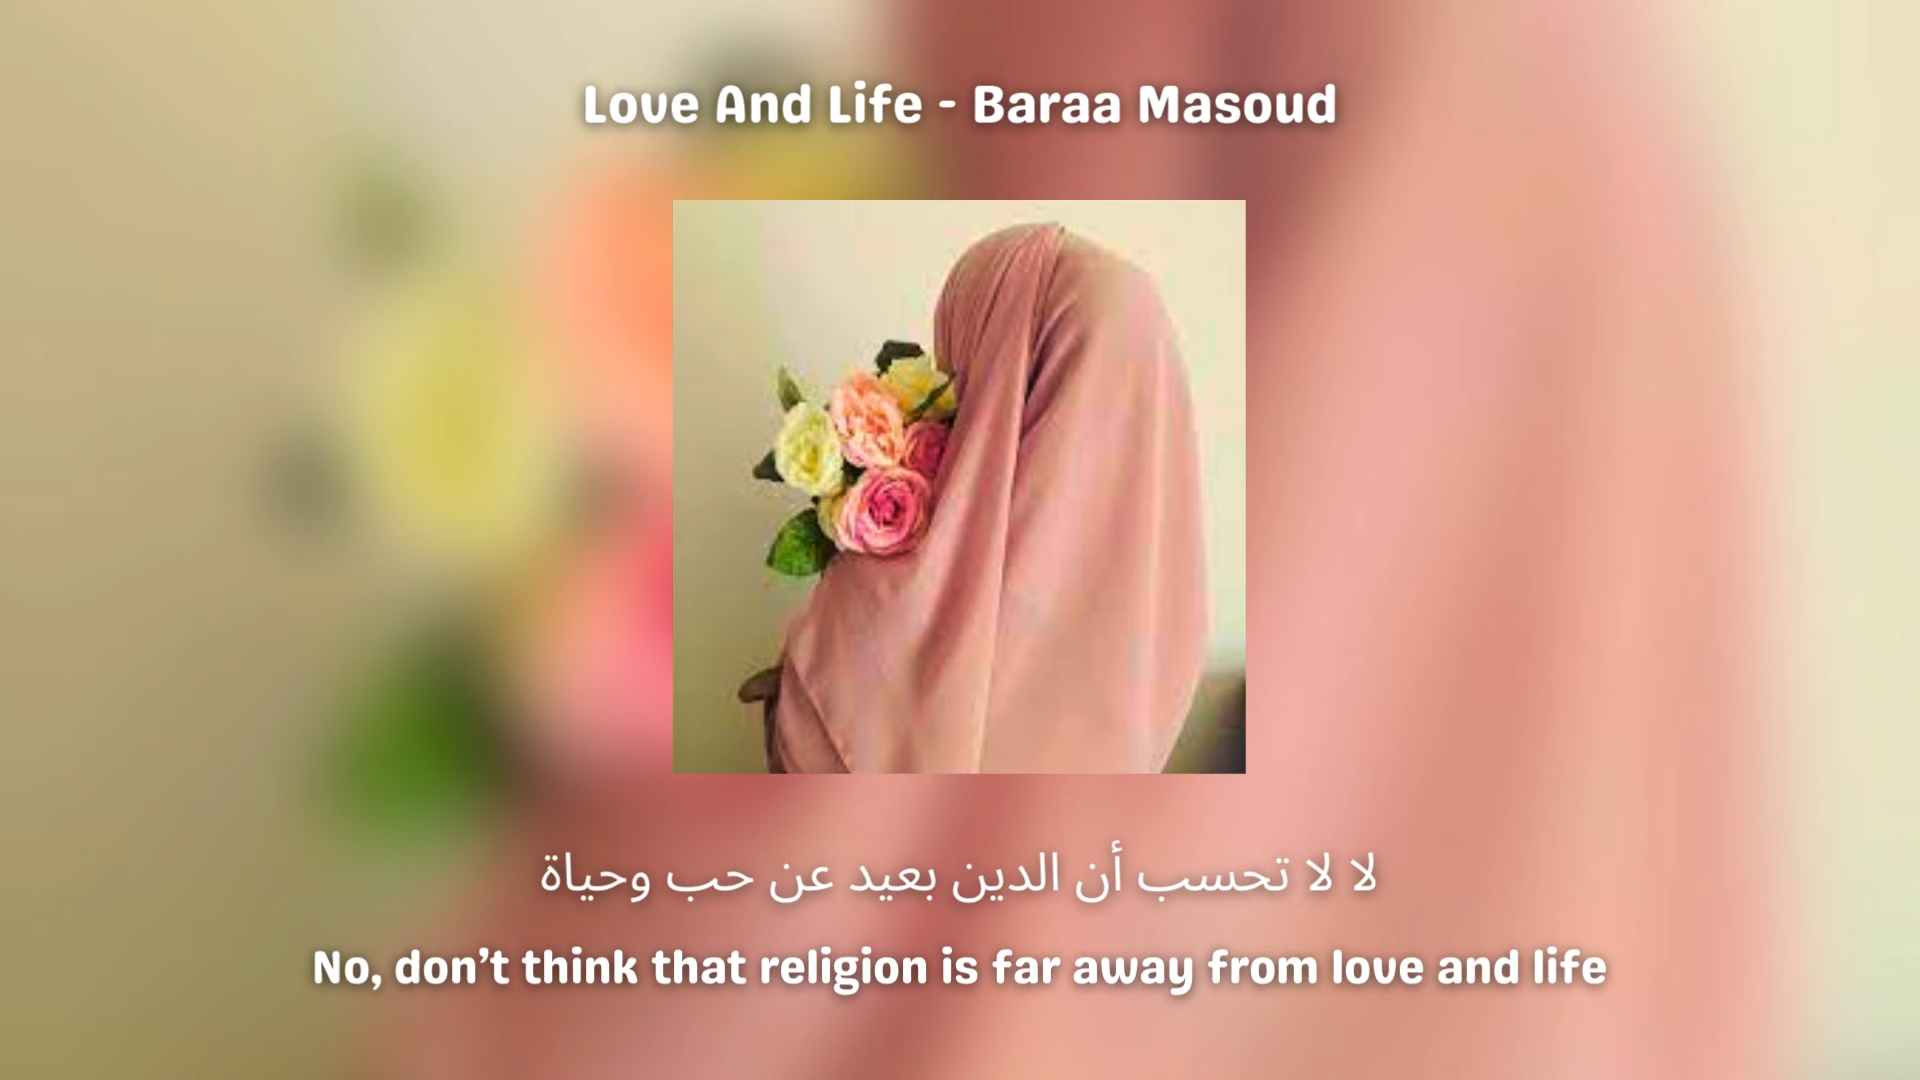 Love And Life - Baraa Masoud
لا لا تحسب أن الدين بعيد عن حب وحياة
No, don’t think that religion is far away from love and life